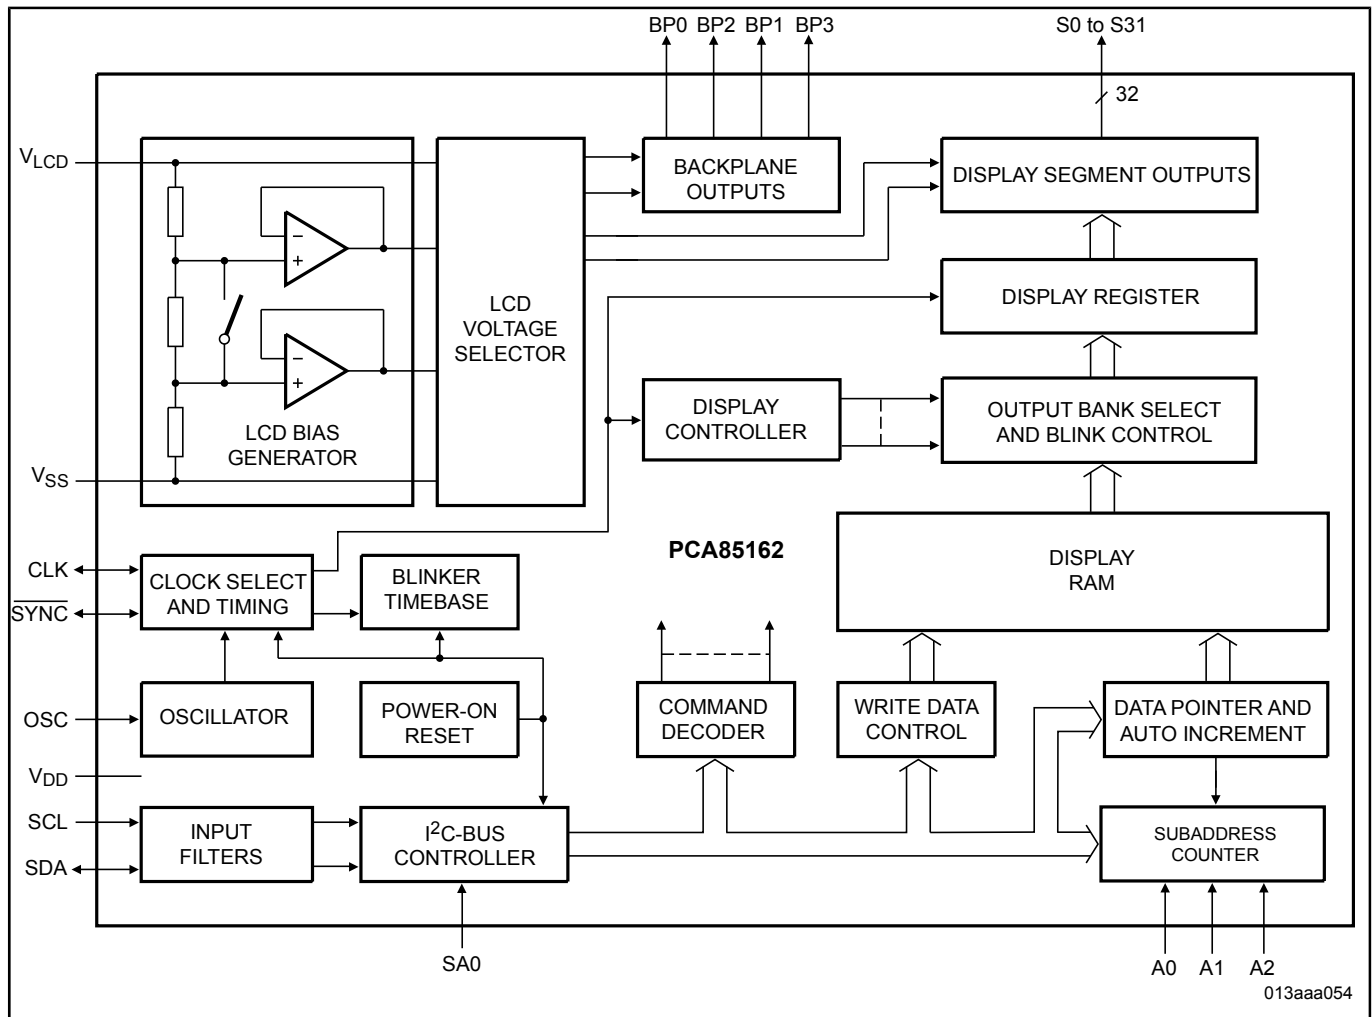 BP0 BP2 BP1 BP3
S0 to S31
32
VLCD
BACKPLANE
OUTPUTS
DISPLAY SEGMENT OUTPUTS
−
+
−
+
LCD
VOLTAGE
SELECTOR
DISPLAY REGISTER
LCD BIAS
GENERATOR
DISPLAY
CONTROLLER
OUTPUT BANK SELECT
AND BLINK CONTROL
VSS
PCA85162
DISPLAY
RAM
CLK
SYNC
CLOCK SELECT
AND TIMING
BLINKER
TIMEBASE
OSC
OSCILLATOR
POWER-ON
RESET
COMMAND
DECODER
WRITE DATA
CONTROL
DATA POINTER AND
AUTO INCREMENT
VDD
SCL
SDA
INPUT
FILTERS
I2C-BUS
CONTROLLER
SUBADDRESS
COUNTER
SA0
A0 A1 A2
013aaa054